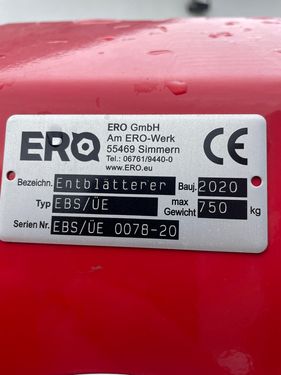 ERO
ERO GmbH
Am ERO-Werk
55469 Simmern
Tel.: 06761/9440-0
www.ERO.eu
CE
Bezeichn. Entblätterer Bauj. 2020
Typ EBS/ÜE max Gewicht 750 kg
Serien Nr. EBS/ÜE 0078-20